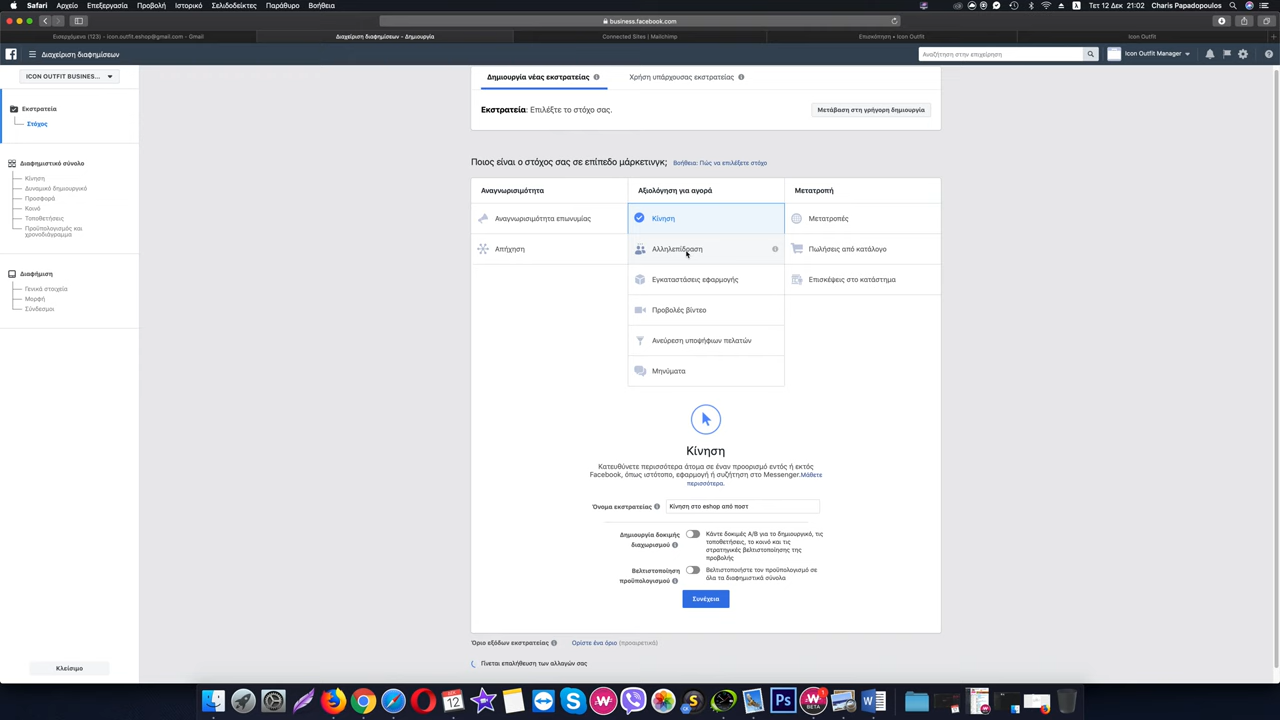 Safari Αρχείο Επεξεργασία Προβολή Ιστορικό Σελιδοδείκτες Παράθυρο Βοήθεια
Τετ 12 Δεκ 21:02 Charis Papadopoulos
business.facebook.com
Εισερχόμενα (123) - icon.outfit.eshop@gmail.com - Gmail
Διαχείριση διαφημίσεων - Δημιουργία
Connected Sites | Mailchimp
Επισκόπηση • Icon Outfit
Icon Outfit
Διαχείριση διαφημίσεων
Αναζήτηση στην επιχείρηση
Icon Outfit Manager
ICON OUTFIT BUSINES...
Εκστρατεία
Στόχος
Διαφημιστικό σύνολο
Κίνηση
Δυναμικό δημιουργικό
Προσφορά
Κοινό
Τοποθετήσεις
Προϋπολογισμός και
χρονοδιάγραμμα
Διαφήμιση
Γενικά στοιχεία
Μορφή
Σύνδεσμοι
Κλείσιμο
Δημιουργία νέας εκστρατείας
Χρήση υπάρχουσας εκστρατείας
Εκστρατεία: Επιλέξτε το στόχο σας.
Μετάβαση στη γρήγορη δημιουργία
Ποιος είναι ο στόχος σας σε επίπεδο μάρκετινγκ;
Βοήθεια: Πώς να επιλέξετε στόχο
Αναγνωρισιμότητα
Αξιολόγηση για αγορά
Μετατροπή
Αναγνωρισιμότητα επωνυμίας
Κίνηση
Μετατροπές
Απήχηση
Αλληλεπίδραση
Πωλήσεις από κατάλογο
Εγκαταστάσεις εφαρμογής
Επισκέψεις στο κατάστημα
Προβολές βίντεο
Ανεύρεση υποψήφιων πελατών
Μηνύματα
Κίνηση
Κατευθύνετε περισσότερα άτομα σε έναν προορισμό εντός ή εκτός
Facebook, όπως ιστότοπο, εφαρμογή ή συζήτηση στο Messenger.Μάθετε
περισσότερα.
Όνομα εκστρατείας
Κίνηση στο eshop από ποστ
Δημιουργία δοκιμής
διαχωρισμού
Κάντε δοκιμές A/B για το δημιουργικό, τις
τοποθετήσεις, το κοινό και τις
στρατηγικές βελτιστοποίησης της
προβολής
Βελτιστοποίηση
προϋπολογισμού
Βελτιστοποιήστε τον προϋπολογισμό σε
όλα τα διαφημιστικά σύνολα
Συνέχεια
Όριο εξόδων εκστρατείας
Ορίστε ένα όριο (προαιρετικά)
Γίνεται επαλήθευση των αλλαγών σας